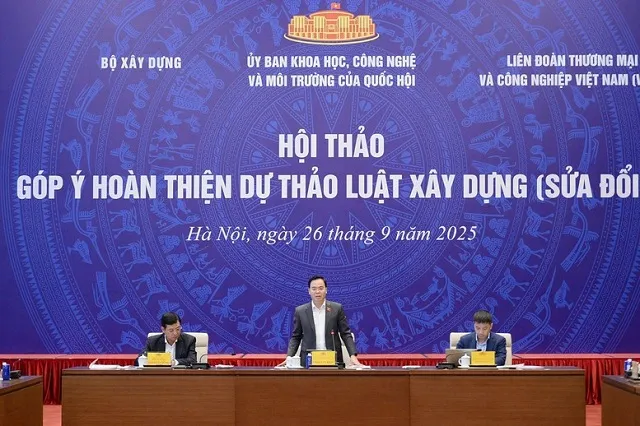 BỘ XÂY DỰNG
ỦY BAN KHOA HỌC, CÔNG NGHỆ
VÀ MÔI TRƯỜNG CỦA QUỐC HỘI
LIÊN ĐOÀN THƯƠNG MẠI
VÀ CÔNG NGHIỆP VIỆT NAM (V
HỘI THẢO
GÓP Ý HOÀN THIỆN DỰ THẢO LUẬT XÂY DỰNG (SỬA ĐỔI
Hà Nội, ngày 26 tháng 9 năm 2025